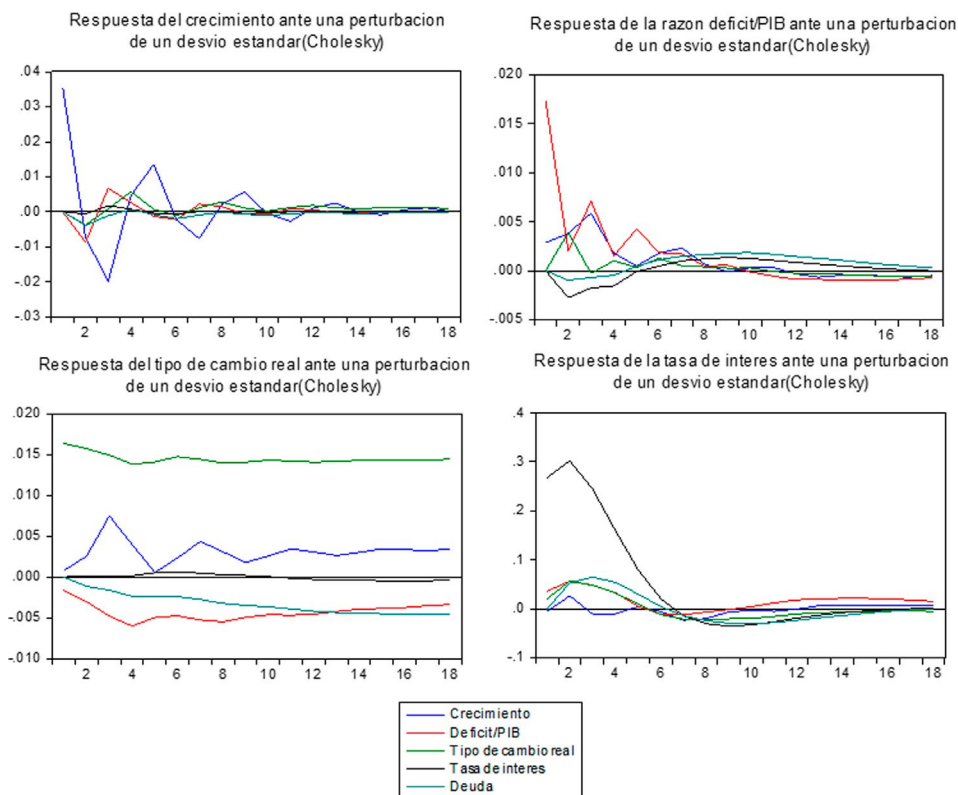 Respuesta del crecimiento ante una perturbacion
de un desvio estandar(Cholesky)
.04
.03
.02
.01
.00
-.01
-.02
-.03
2 4 6 8 10 12 14 16 18
Respuesta de la razon deficit/PIB ante una perturbacion
de un desvio estandar(Cholesky)
.020
.015
.010
.005
.000
-.005
2 4 6 8 10 12 14 16 18
Respuesta del tipo de cambio real ante una perturbacion
de un desvio estandar(Cholesky)
.020
.015
.010
.005
.000
-.005
-.010
2 4 6 8 10 12 14 16 18
Respuesta de la tasa de interes ante una perturbacion
de un desvio estandar(Cholesky)
.4
.3
.2
.1
.0
-.1
2 4 6 8 10 12 14 16 18
Crecimiento
Deficit/PIB
Tipo de cambio real
Tasa de interes
Deuda